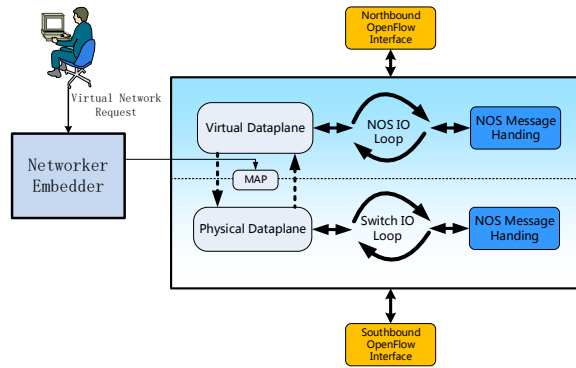 Northbound
OpenFlow
Interface
Virtual Network
Request
Networker
Embedder
Virtual Dataplane
NOS IO
Loop
NOS Message
Handing
MAP
Physical Dataplane
Switch IO
Loop
NOS Message
Handing
Southbound
OpenFlow
Interface